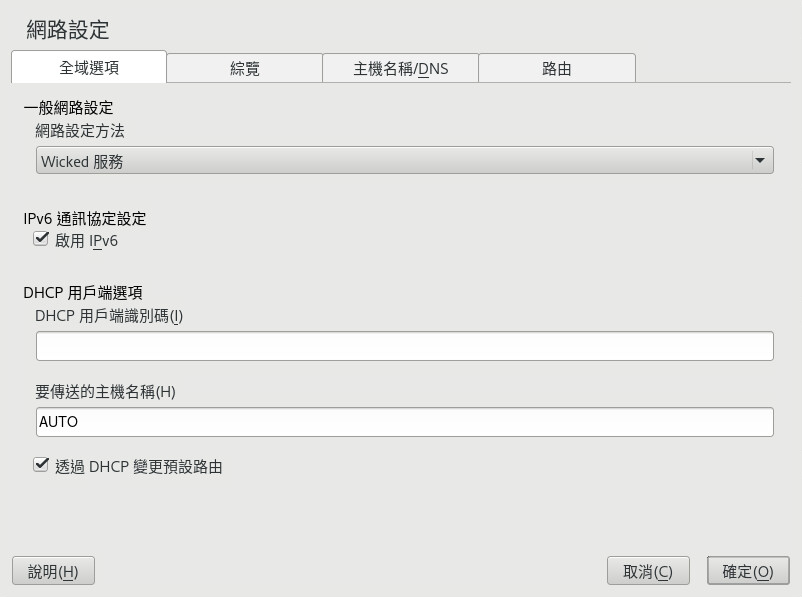 網路設定
全域選項
綜覽
主機名稱/DNS
路由
一般網路設定
網路設定方法
Wicked 服務
IPv6 通訊協定設定
啟用 IPv6
DHCP 用戶端選項
DHCP 用戶端識別碼(I)
要傳送的主機名稱(H)
AUTO
透過 DHCP 變更預設路由
說明(H)
取消(C)
確定(O)